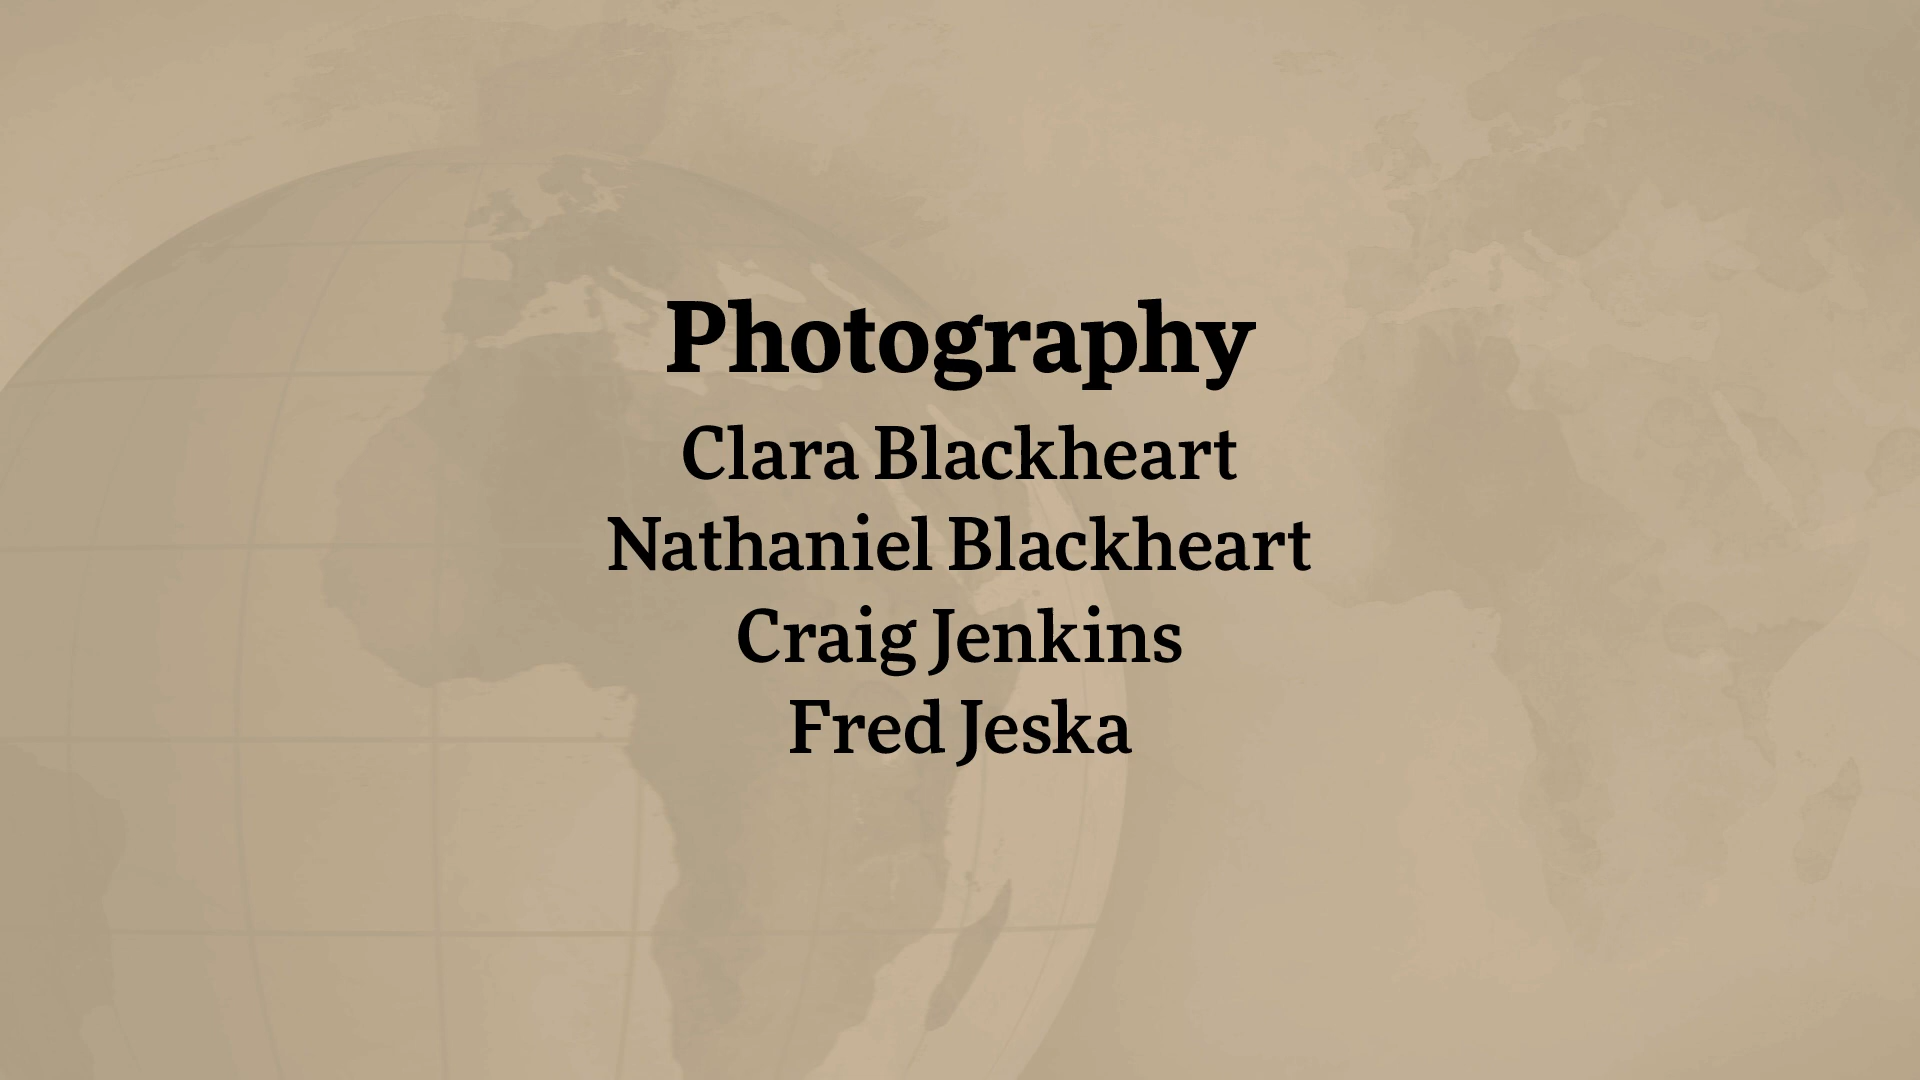 Photography
Clara Blackheart
Nathaniel Blackheart
Craig Jenkins
Fred Jeska